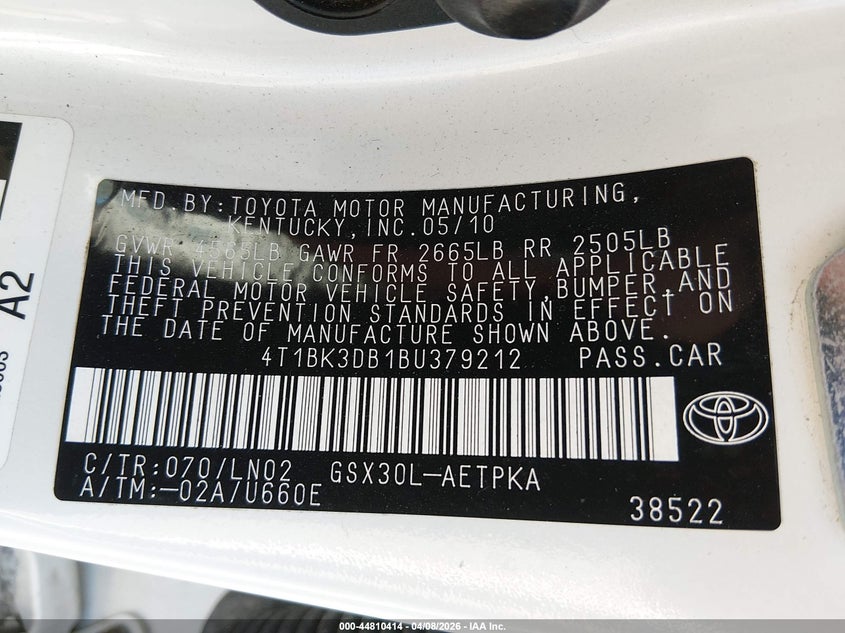 MFD BY:TOYOTA MOTOR MANUFACTURING,
KENTUCKY, INC.05/10
GVWR 4565LB GAWR FR 2665LB RR 2505LB
THIS VEHICLE CONFORMS TO ALL APPLICABLE
FEDERAL MOTOR VEHICLE SAFETY,BUMPER,AND
THEFT PREVENTION STANDARDS IN EFFECT ON
THE DATE OF MANUFACTURE SHOWN ABOVE.
4T1BK3DB1BU379212 PASS.CAR
C/TR:070/LN02 GSX30L-AETPKA
A/TM:-02A/U660E
38522
A2
000-44810414 - 04/08/2026 - IAA Inc.